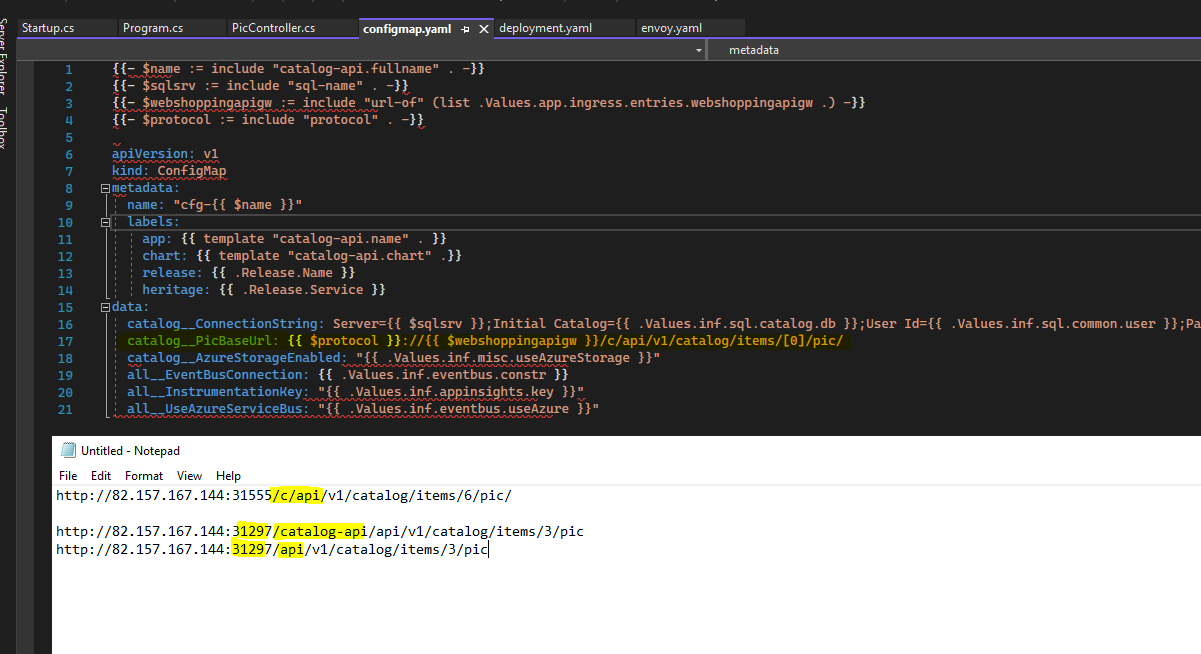 Startup.cs Program.cs PicController.cs configmap.yaml deployment.yaml envoy.yaml
Server Explorer
Toolbox
metadata
1 {{- $name := include "catalog-api.fullname" . -}}
2 {{- $sqlsrv := include "sql-name" . -}}
3 {{- $webshoppingapigw := include "url-of" (list .Values.app.ingress.entries.webshoppingapigw .) -}}
4 {{- $protocol := include "protocol" . -}}
5
6 apiVersion: v1
7 kind: ConfigMap
8 metadata:
9 name: "cfg-{{ $name }}"
10 labels:
11 app: {{ template "catalog-api.name" . }}
12 chart: {{ template "catalog-api.chart" .}}
13 release: {{ .Release.Name }}
14 heritage: {{ .Release.Service }}
15 data:
16 catalog__ConnectionString: Server={{ $sqlsrv }};Initial Catalog={{ .Values.inf.sql.catalog.db }};User Id={{ .Values.inf.sql.common.user }};Pa
17 catalog__PicBaseUrl: {{ $protocol }}://{{ $webshoppingapigw }}/c/api/v1/catalog/items/[0]/pic/
18 catalog__AzureStorageEnabled: "{{ .Values.inf.misc.useAzureStorage }}"
19 all__EventBusConnection: {{ .Values.inf.eventbus.constr }}
20 all__InstrumentationKey: "{{ .Values.inf.appinsights.key }}"
21 all__UseAzureServiceBus: "{{ .Values.inf.eventbus.useAzure }}"
Untitled - Notepad
File Edit Format View Help
http://82.157.167.144:31555/c/api/v1/catalog/items/6/pic/
http://82.157.167.144:31297/catalog-api/api/v1/catalog/items/3/pic
http://82.157.167.144:31297/api/v1/catalog/items/3/pic